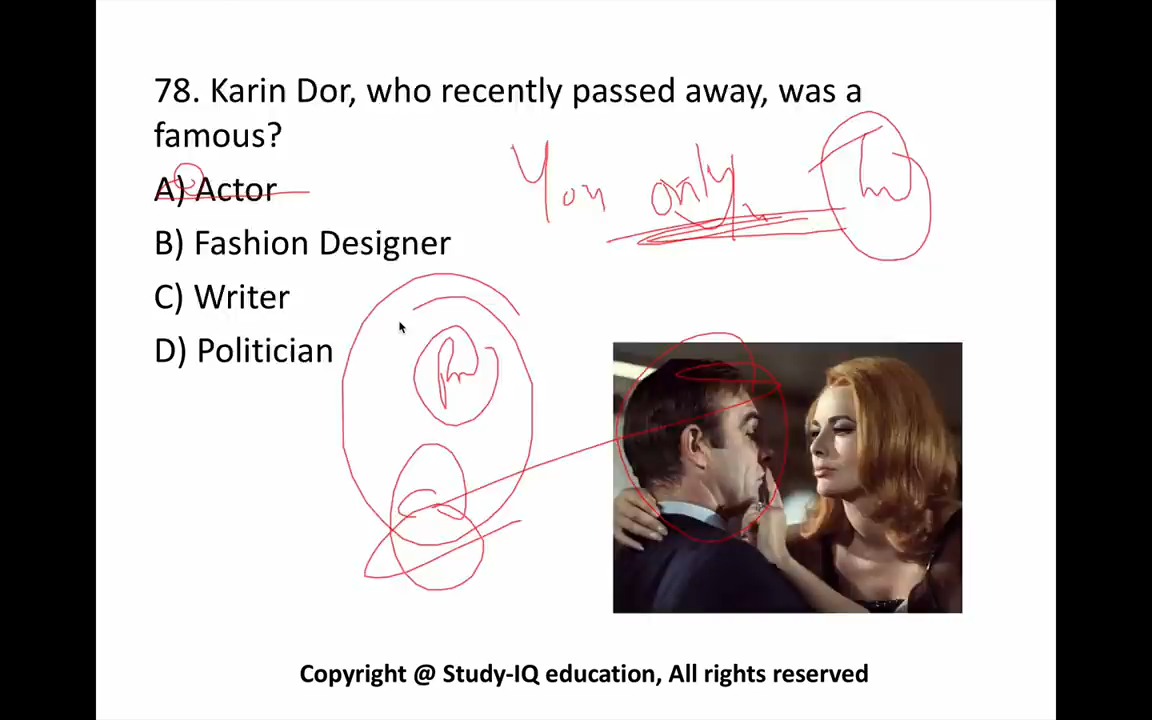 78. Karin Dor, who recently passed away, was a
famous?
A) Actor
B) Fashion Designer
C) Writer
D) Politician
You only
Copyright @ Study-IQ education, All rights reserved